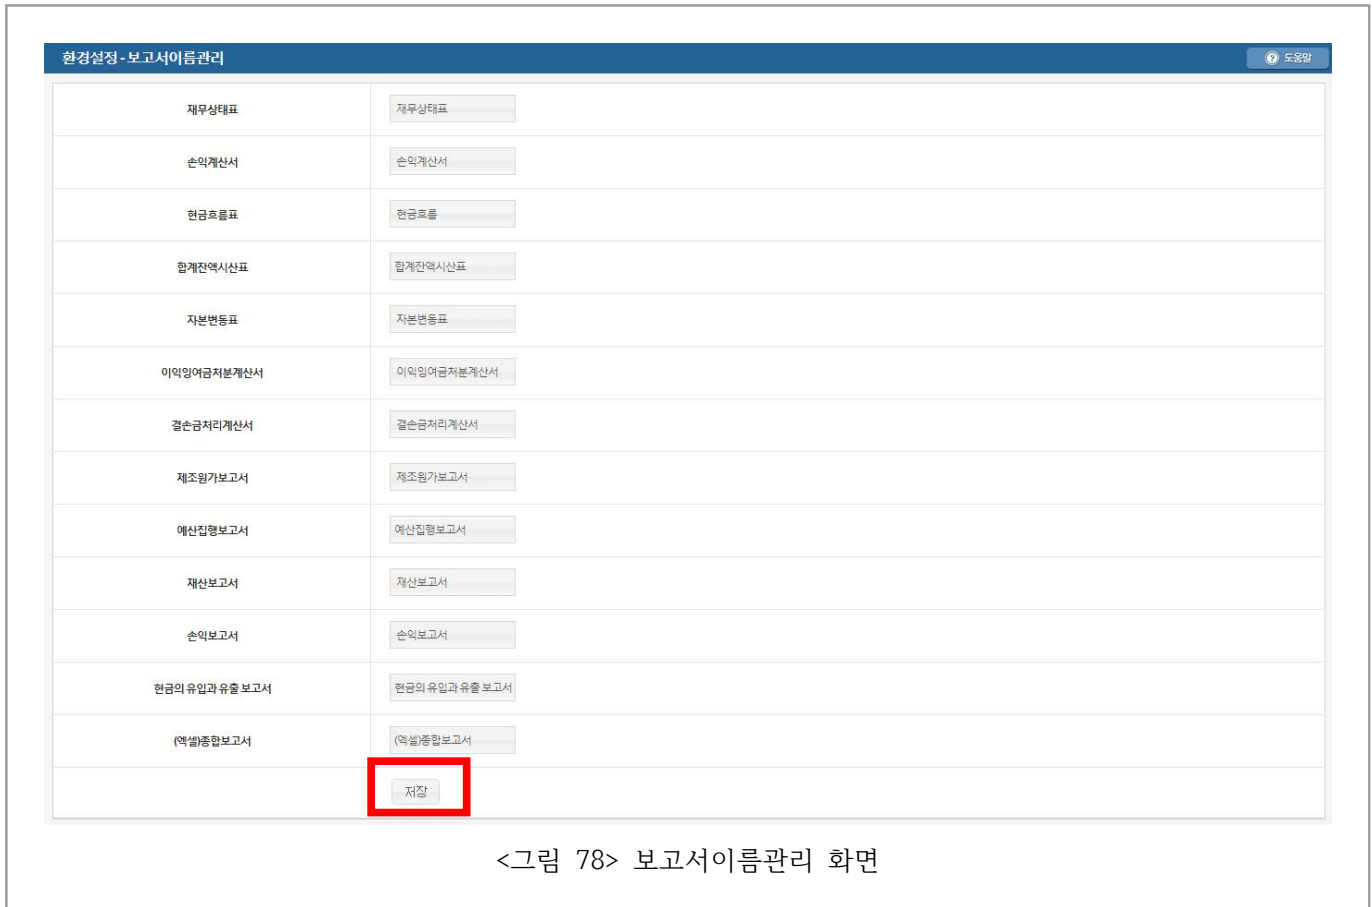 환경설정-보고서이름관리
도움말
재무상태표 재무상태표
손익계산서 손익계산서
현금흐름표 현금흐름
합계잔액시산표 합계잔액시산표
자본변동표 자본변동표
이익잉여금처분계산서 이익잉여금처분계산서
결손금처리계산서 결손금처리계산서
제조원가보고서 제조원가보고서
예산집행보고서 예산집행보고서
재산보고서 재산보고서
손익보고서 손익보고서
현금의 유입과 유출 보고서 현금의 유입과 유출 보고서
(엑셀)종합보고서 (엑셀)종합보고서
저장
<그림 78> 보고서이름관리 화면